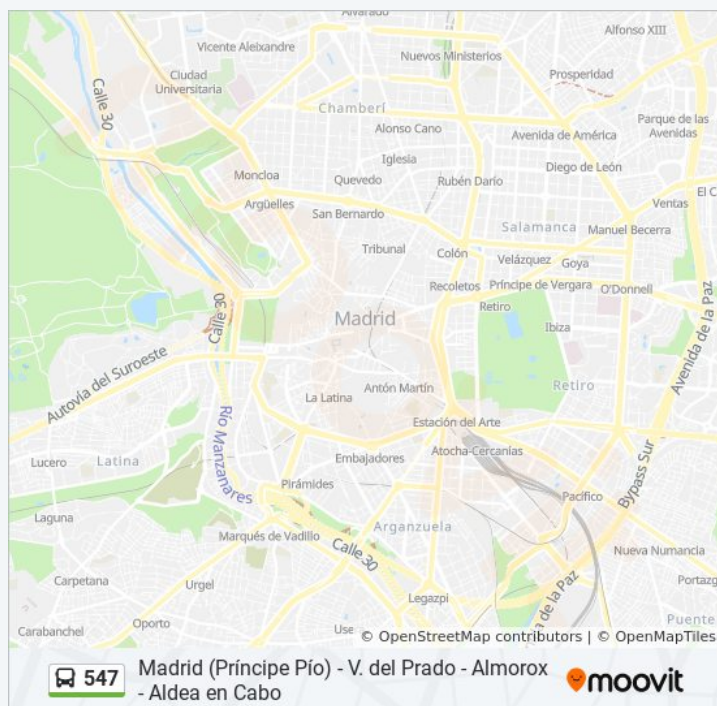 Alvarado
Alfonso XIII
Vicente Aleixandre
Nuevos Ministerios
Calle 30
Ciudad
Universitaria
Prosperidad
Chamberí
Parque de las
Avenidas
Alonso Cano
Avenida de América
Iglesia
Diego de León
Moncloa
Quevedo
Rubén Darío
Ventas
El C
Argüelles
San Bernardo
Salamanca
Manuel Becerra
Tribunal
Colón
Velázquez
Goya
Recoletos
Príncipe de Vergara
O'Donnell
Calle 30
Retiro
Madrid
Ibiza
Avenida de la Paz
Autovía del Suroeste
Antón Martín
Retiro
La Latina
Río Manzanares
Estación del Arte
Lucero
Latina
Embajadores
Atocha-Cercanías
Bypass Sur
Pirámides
Pacífico
Laguna
Arganzuela
Marqués de Vadillo
Calle 30
Nueva Numancia
Carpetana
Urgel
Legazpi
a de la Paz
Portazg
Oporto
Puente
Carabanchel
Use
© OpenStreetMap contributors | © OpenMapTiles
547
Madrid (Príncipe Pío) - V. del Prado - Almorox
- Aldea en Cabo
moovit